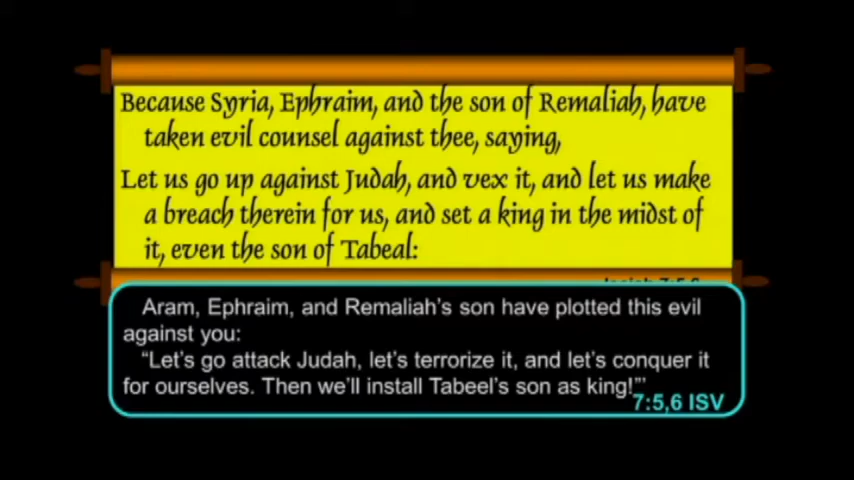 Because Syria, Ephraim, and the son of Remaliah, have
taken evil counsel against thee, saying,
Let us go up against Judah, and vex it, and let us make
a breach therein for us, and set a king in the midst of
it, even the son of Tabeal:
Isaiah 7:5,6
Aram, Ephraim, and Remaliah's son have plotted this evil
against you:
“Let's go attack Judah, let's terrorize it, and let's conquer it
for ourselves. Then we'll install Tabeel's son as king!”’
7:5,6 ISV